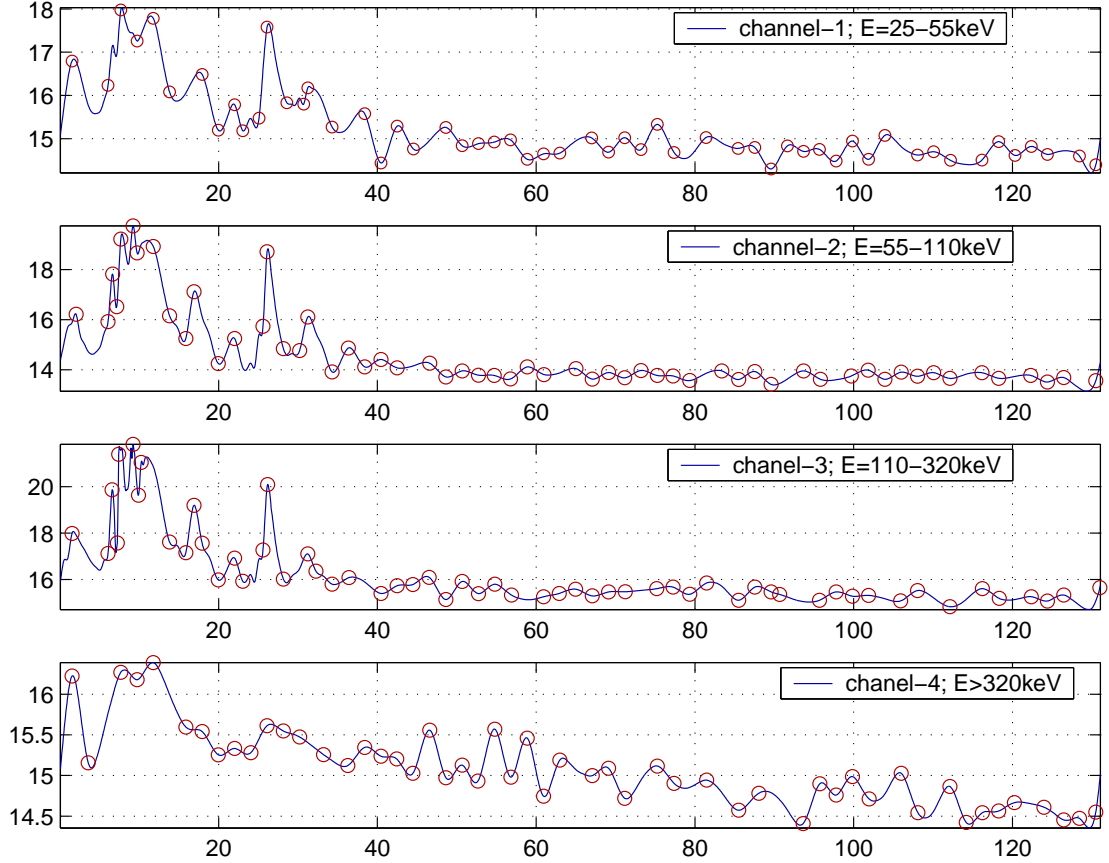 18
17
16
15
channel−1; E=25−55keV
20 40 60 80 100 120
18
16
14
channel−2; E=55−110keV
20 40 60 80 100 120
20
18
16
chanel−3; E=110−320keV
20 40 60 80 100 120
16
15.5
15
14.5
chanel−4; E>320keV
20 40 60 80 100 120